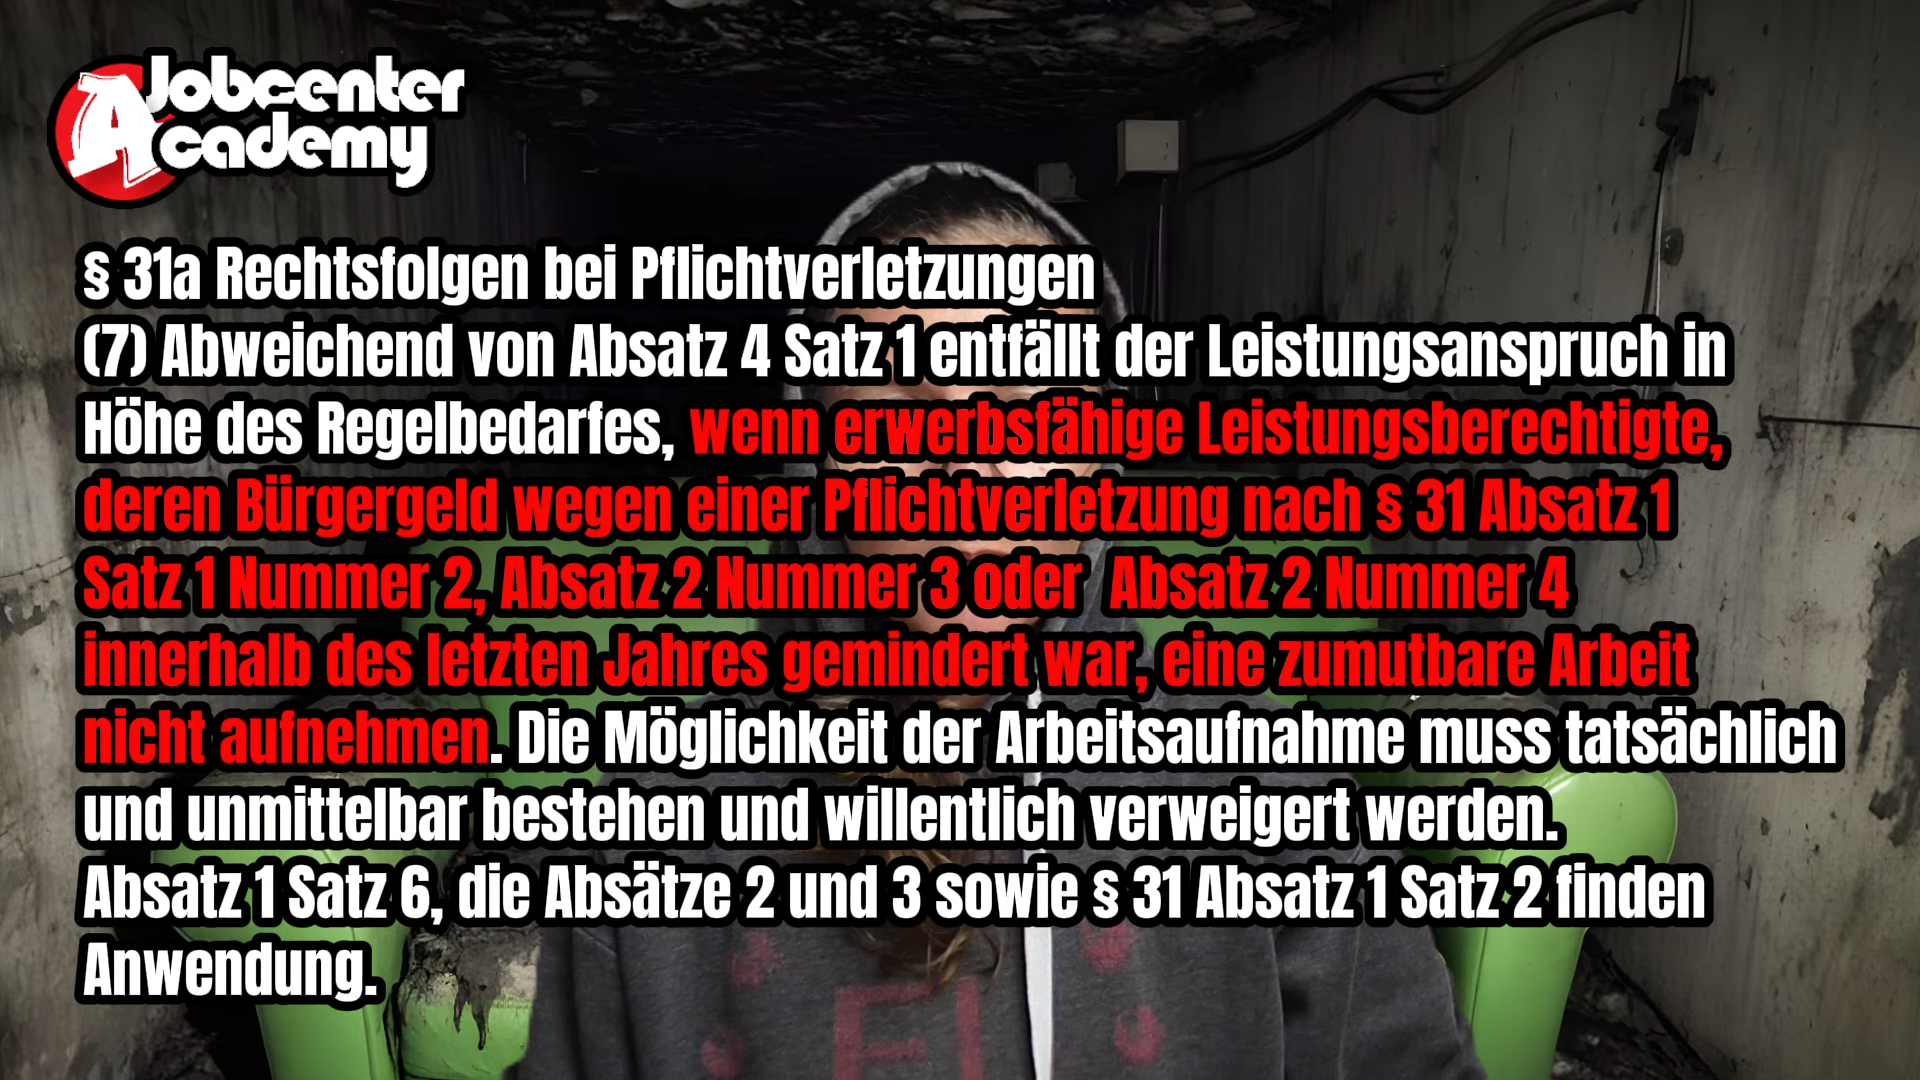 Jobcenter
Academy
§ 31a Rechtsfolgen bei Pflichtverletzungen
(7) Abweichend von Absatz 4 Satz 1 entfällt der Leistungsanspruch in
Höhe des Regelbedarfes, wenn erwerbsfähige Leistungsberechtigte,
deren Bürgergeld wegen einer Pflichtverletzung nach § 31 Absatz 1
Satz 1 Nummer 2, Absatz 2 Nummer 3 oder Absatz 2 Nummer 4
innerhalb des letzten Jahres gemindert war, eine zumutbare Arbeit
nicht aufnehmen. Die Möglichkeit der Arbeitsaufnahme muss tatsächlich
und unmittelbar bestehen und willentlich verweigert werden.
Absatz 1 Satz 6, die Absätze 2 und 3 sowie § 31 Absatz 1 Satz 2 finden
Anwendung.